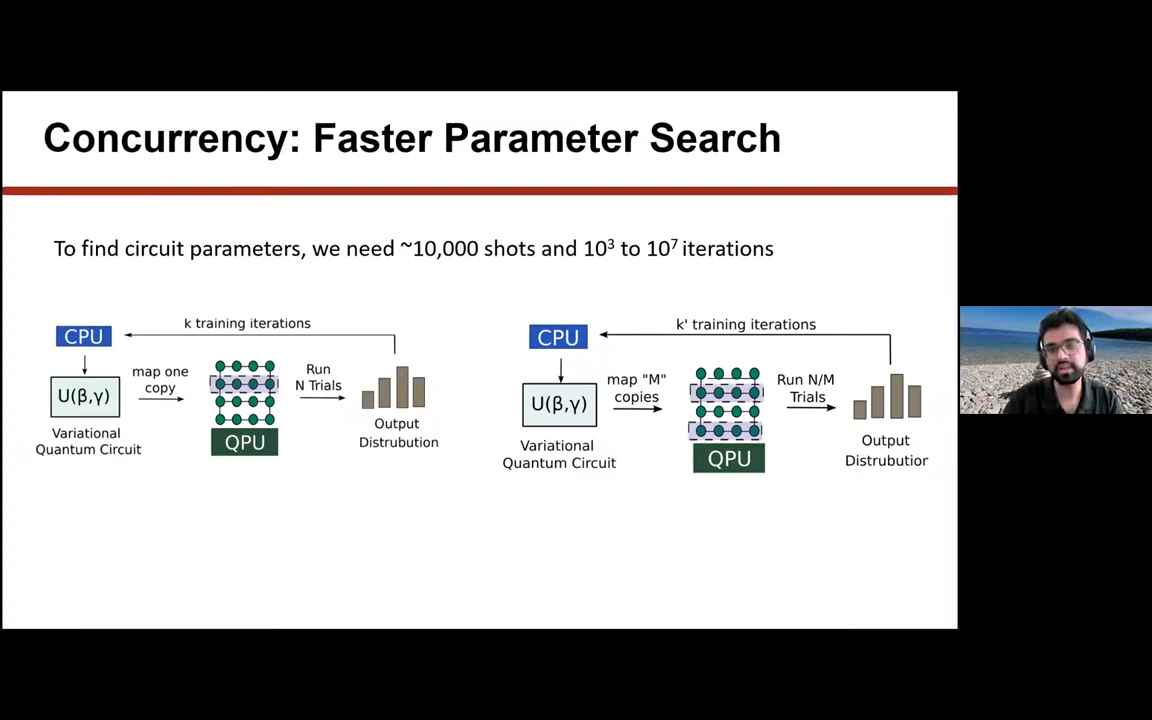 Concurrency: Faster Parameter Search
To find circuit parameters, we need ~10,000 shots and 10³ to 10⁷ iterations
k training iterations
CPU
map one
copy
Run
N Trials
U(β,γ)
Variational
Quantum Circuit
QPU
Output
Distrubution
k' training iterations
CPU
map "M"
copies
Run N/M
Trials
U(β,γ)
Variational
Quantum Circuit
QPU
Output
Distrubutior